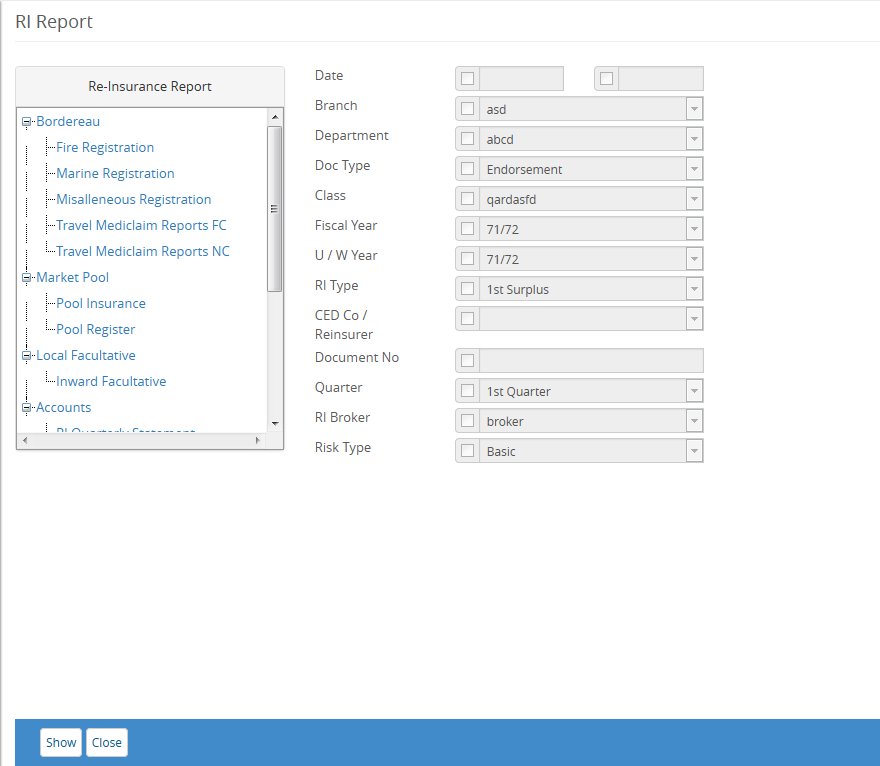 RI Report
Re-Insurance Report
Bordereau
Fire Registration
Marine Registration
Misalleneous Registration
Travel Mediclaim Reports FC
Travel Mediclaim Reports NC
Market Pool
Pool Insurance
Pool Register
Local Facultative
Inward Facultative
Accounts
RI Quarterly Statement
Date
Branch asd
Department abcd
Doc Type Endorsement
Class qardasfd
Fiscal Year 71/72
U / W Year 71/72
RI Type 1st Surplus
CED Co /
Reinsurer
Document No
Quarter 1st Quarter
RI Broker broker
Risk Type Basic
Show Close